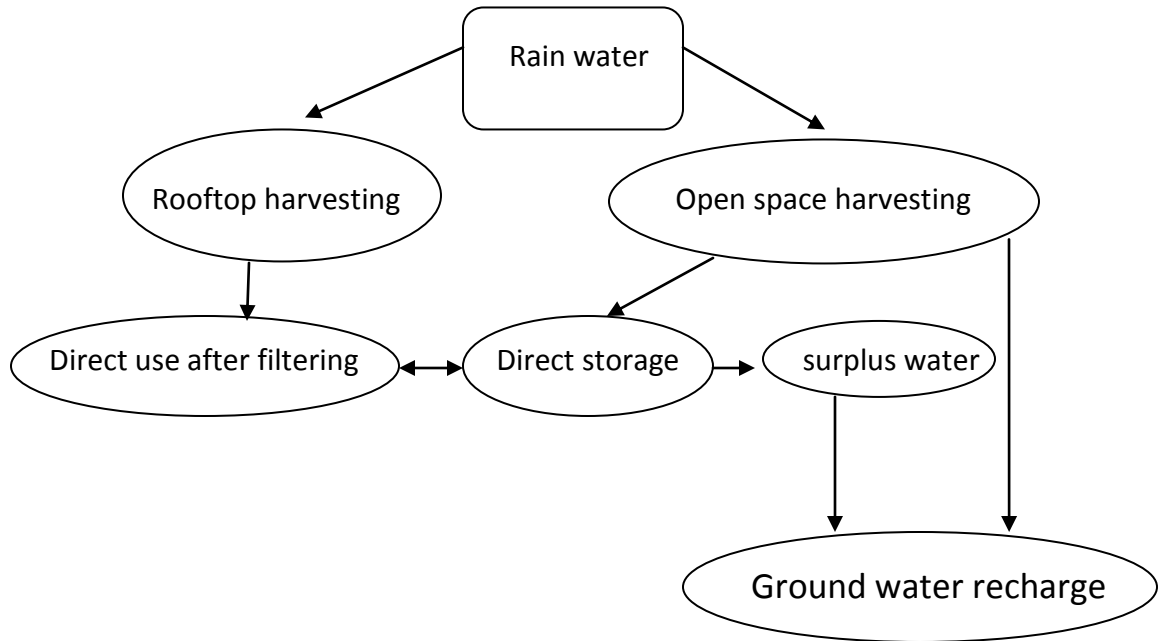 Rain water
Rooftop harvesting
Open space harvesting
Direct use after filtering
Direct storage
surplus water
Ground water recharge